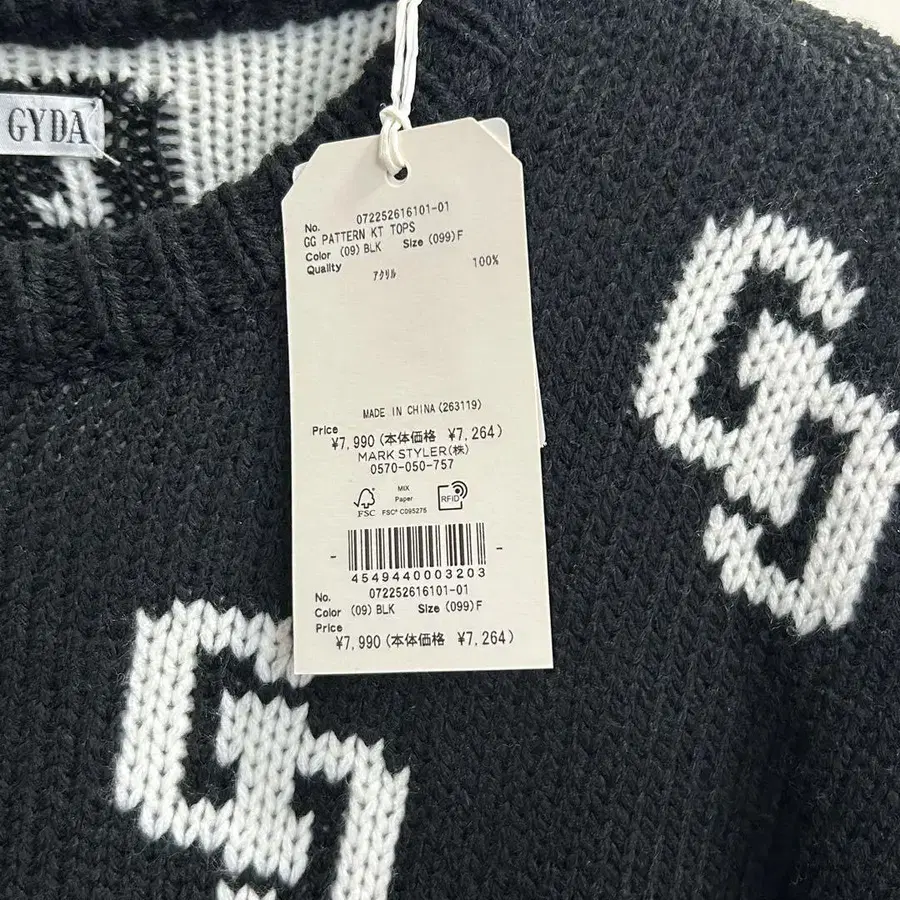 GYDA
No. 072252616101-01
GG PATTERN KT TOPS
Color (09) BLK Size (099) F
Quality
アクリル 100%
MADE IN CHINA (263119)
Price
¥7,990 (本体価格 ¥7,264)
MARK STYLER(株)
0570-050-757
FSC
MIX
Paper
FSC® C095275
RFID
4549440003203
No. 072252616101-01
Color (09) BLK Size (099) F
Price
¥7,990 (本体価格 ¥7,264)